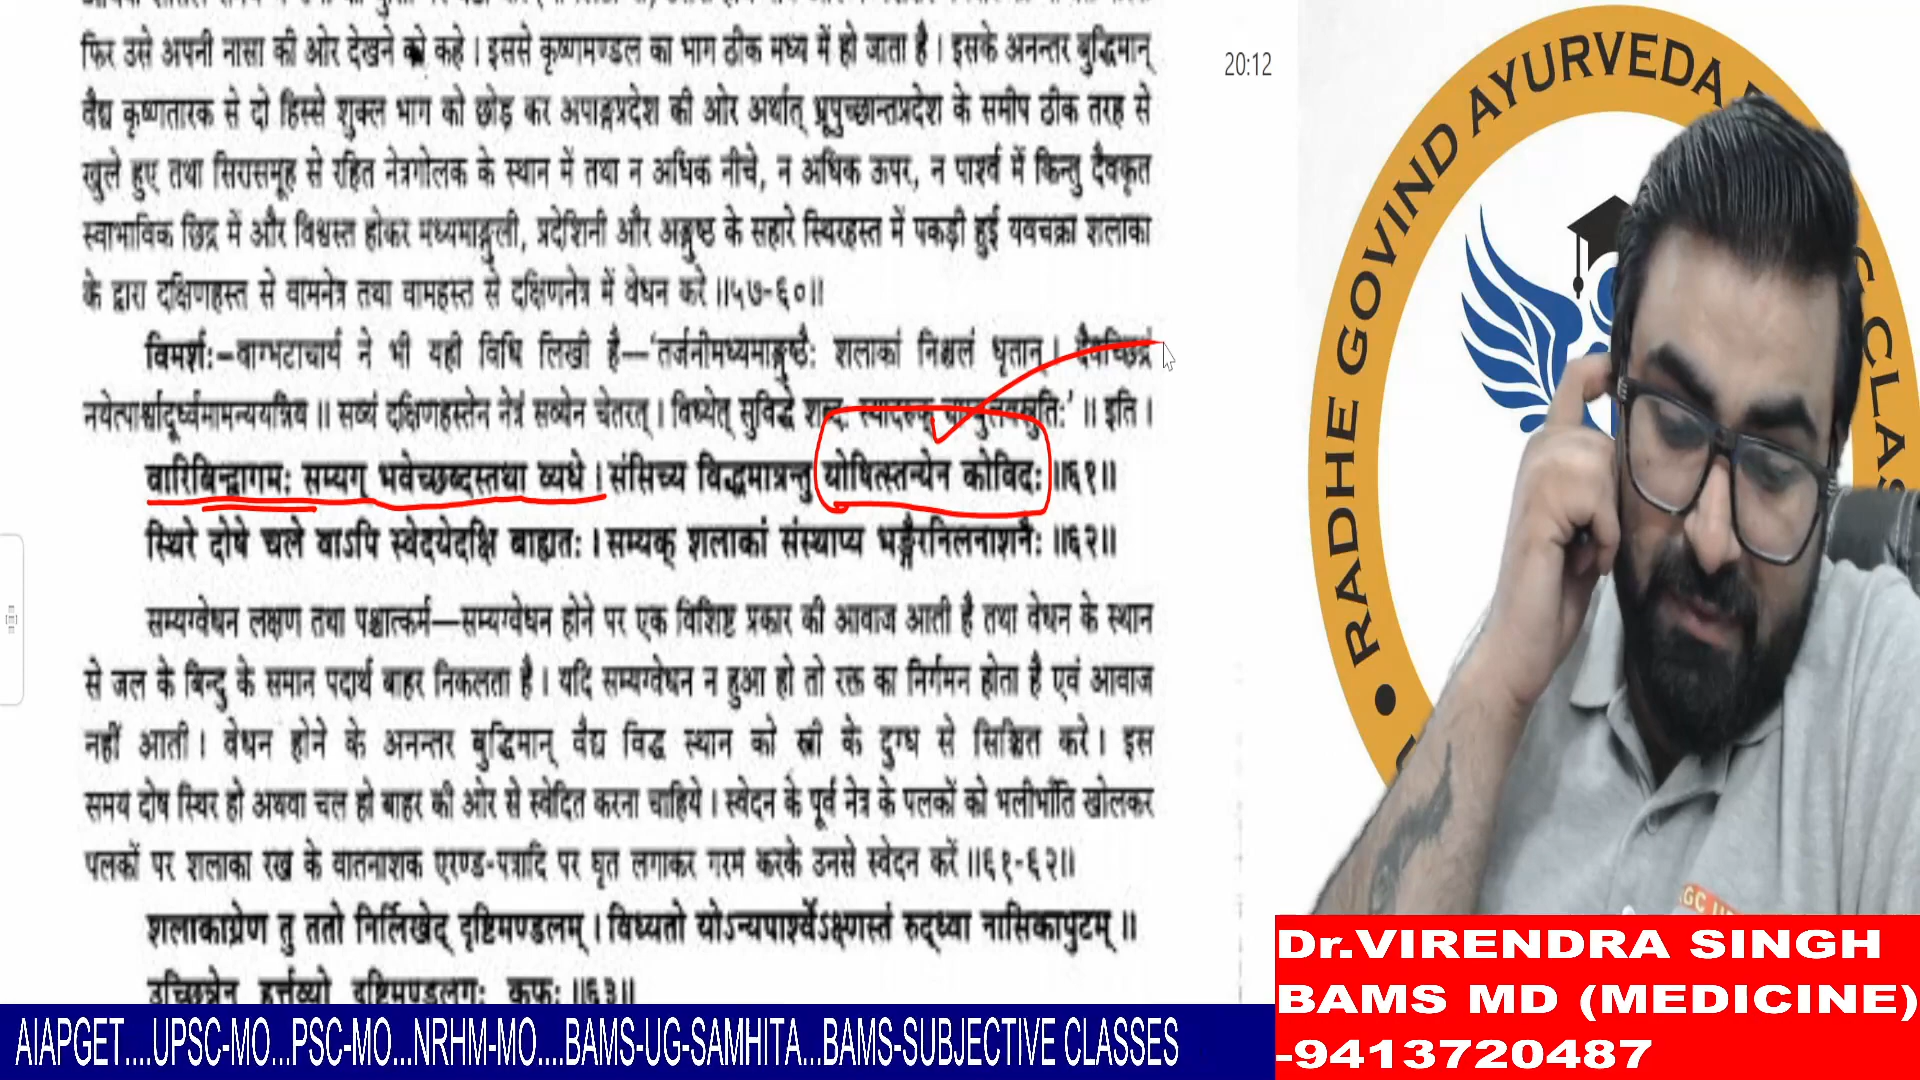 फिर उसे अपनी नासा की ओर देखने को कहे । इससे कृष्णमण्डल का भाग ठीक मध्य में हो जाता है । इसके अनन्तर बुद्धिमान्
वैद्य कृष्णतारक से दो हिस्से शुक्ल भाग को छोड़ कर अपाङ्गप्रदेश की ओर अर्थात् भ्रूपुच्छान्तप्रदेश के समीप ठीक तरह से
खुले हुए तथा सिरासमूह से रहित नेत्रगोलक के स्थान में तथा न अधिक नीचे, न अधिक ऊपर, न पार्श्व में किन्तु दैवकृत
स्वाभाविक छिद्र में और विश्वस्त होकर मध्यमाङ्गुली, प्रदेशिनी और अङ्गुष्ठ के सहारे स्थिरहस्त में पकड़ी हुई यववक्रा शलाका
के द्वारा दक्षिणहस्त से वामनेत्र तथा वामहस्त से दक्षिणनेत्र में वेधन करे ॥५७-६०॥
विमर्शः-वाग्भटाचार्य ने भी यही विधि लिखी है—'तर्जनीमध्यमाङ्गुष्ठैः शलाकां निश्चलं धृतान् । दैवच्छिद्रं
सव्यं दक्षिणहस्तेन नेत्रं सव्येन चेतरत् । विध्येत् सुविद्धे इति ।
वारिबिन्द्वागमः सम्यग् भवेच्छब्दस्तथा व्यधे । संसिच्य विद्धमात्रन्तु योषित्स्तन्येन कोविदः ॥६१॥
स्थिरे दोषे चले वाऽपि स्वेदयेदक्षि बाह्यतः । सम्यक् शलाकां संस्थाप्य भङ्गैरनिलनाशनैः ॥६२॥
सम्यग्वेधन लक्षण तथा पश्चात्कर्म—सम्यग्वेधन होने पर एक विशिष्ट प्रकार की आवाज आती है तथा वेधन के स्थान
से जल के बिन्दु के समान पदार्थ बाहर निकलता है । यदि सम्यग्वेधन न हुआ हो तो रक्त का निर्गमन होता है एवं आवाज
नहीं आती । वेधन होने के अनन्तर बुद्धिमान् वैद्य विद्ध स्थान को स्त्री के दुग्ध से सिञ्चित करे । इस
समय दोष स्थिर हो अथवा चल हो बाहर की ओर से स्वेदित करना चाहिये । स्वेदन के पूर्व नेत्र के पलकों को भलीभाँति खोलकर
पलकों पर शलाका रख के वातनाशक एरण्ड-पत्रादि पर घृत लगाकर गरम करके उनसे स्वेदन करें ॥६१-६२॥
शलाकाग्रेण तु ततो निर्लिखेद् दृष्टिमण्डलम् । विध्यतो योऽन्यपार्श्वेऽक्ष्णस्तं रुद्ध्वा नासिकापुटम् ॥
उच्छिङ्घनेन हर्त्तव्यो दृष्टिमण्डलगः कफः ॥६३॥
20:12
RADHE GOVIND AYURVEDA
AIAPGET....UPSC-MO...PSC-MO...NRHM-MO....BAMS-UG-SAMHITA...BAMS-SUBJECTIVE CLASSES
Dr.VIRENDRA SINGH
BAMS MD (MEDICINE)
-9413720487